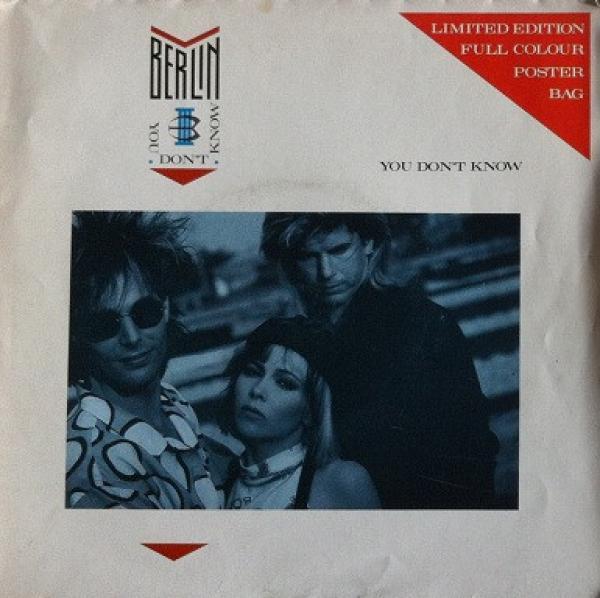 BERLIN
YOU
DON'T
KNOW
LIMITED EDITION
FULL COLOUR
POSTER
BAG
YOU DON'T KNOW